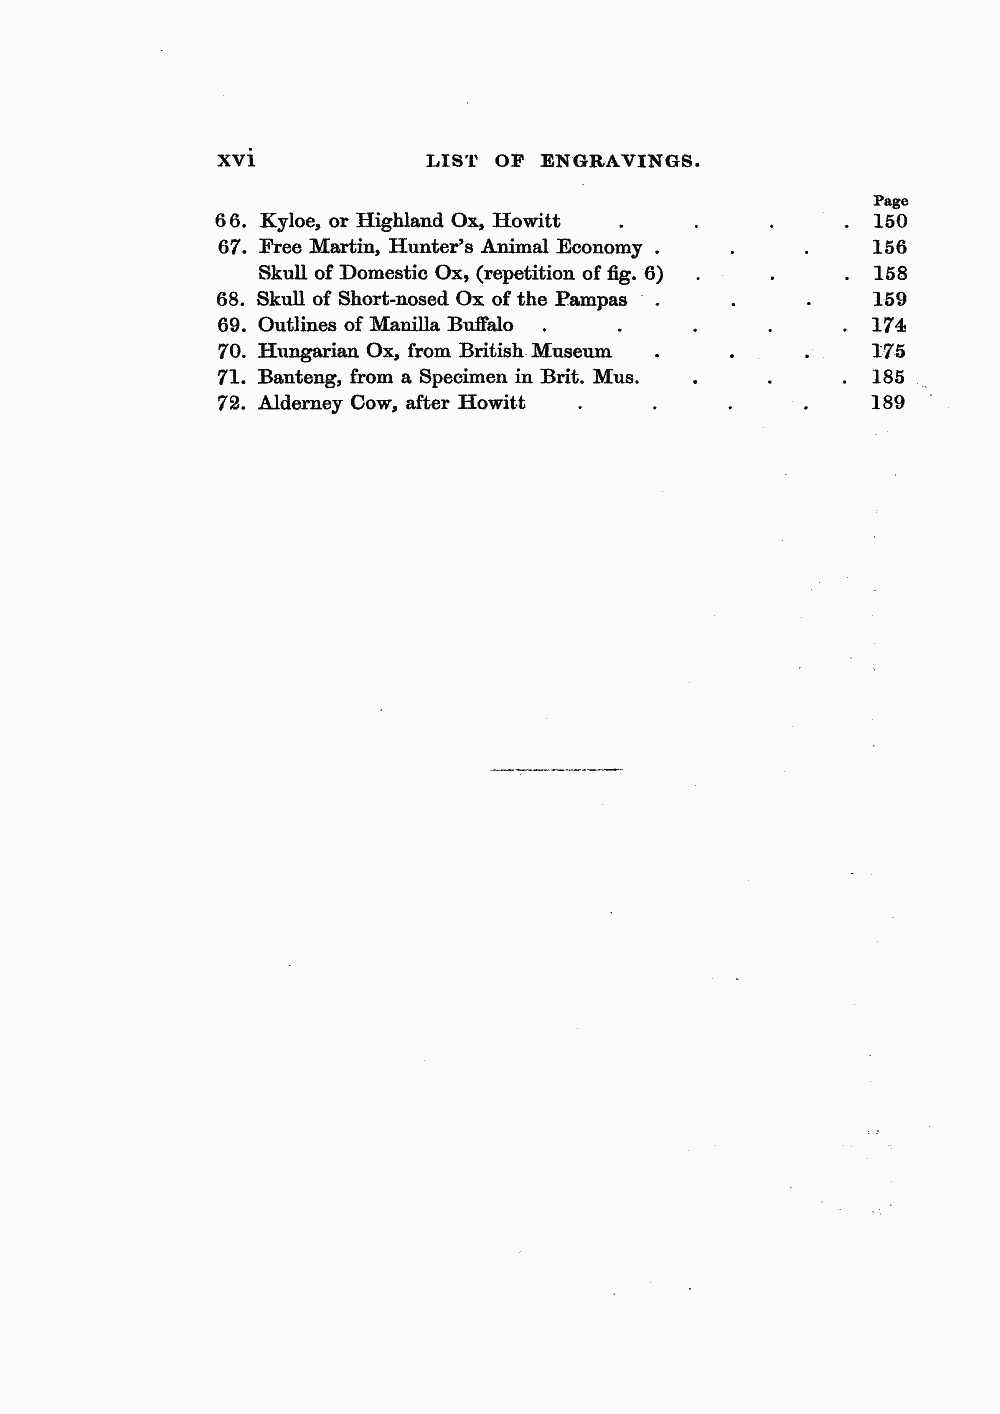 xvi LIST OF ENGRAVINGS.
Page
66. Kyloe, or Highland Ox, Howitt . . . . 150
67. Free Martin, Hunter's Animal Economy . . . 156
Skull of Domestic Ox, (repetition of fig. 6) . . . 158
68. Skull of Short-nosed Ox of the Pampas . . . 159
69. Outlines of Manilla Buffalo . . . . . 174
70. Hungarian Ox, from British Museum . . . 175
71. Banteng, from a Specimen in Brit. Mus. . . . 185
72. Alderney Cow, after Howitt . . . . 189